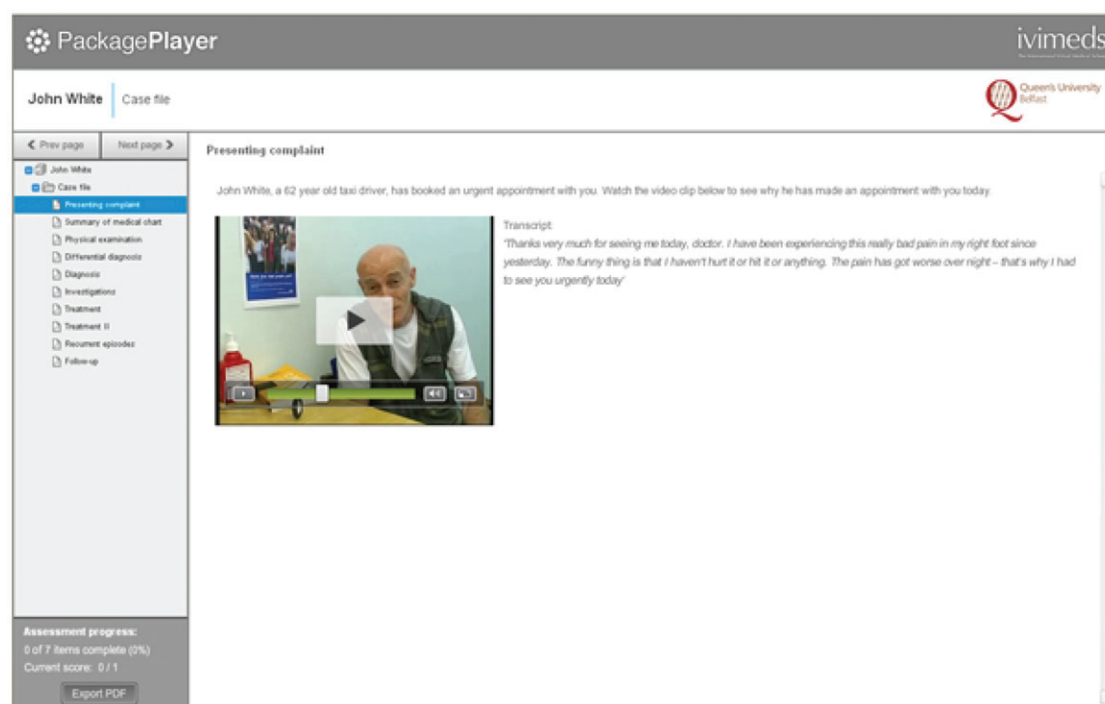 PackagePlayer
ivimeds
John White
Case file
Queen's University
Belfast
Prev page
Next page
John White
Case file
Presenting complaint
Summary of medical chart
Physical examination
Differential diagnosis
Diagnosis
Investigations
Treatment
Treatment II
Recurrent episodes
Follow-up
Presenting complaint
John White, a 62 year old taxi driver, has booked an urgent appointment with you. Watch the video clip below to see why he has made an appointment with you today.
Transcript:
'Thanks very much for seeing me today, doctor. I have been experiencing this really bad pain in my right foot since
yesterday. The funny thing is that I haven't hurt it or hit it or anything. The pain has got worse over night – that's why I had
to see you urgently today'
Assessment progress:
0 of 7 items complete (0%)
Current score: 0 / 1
Export PDF